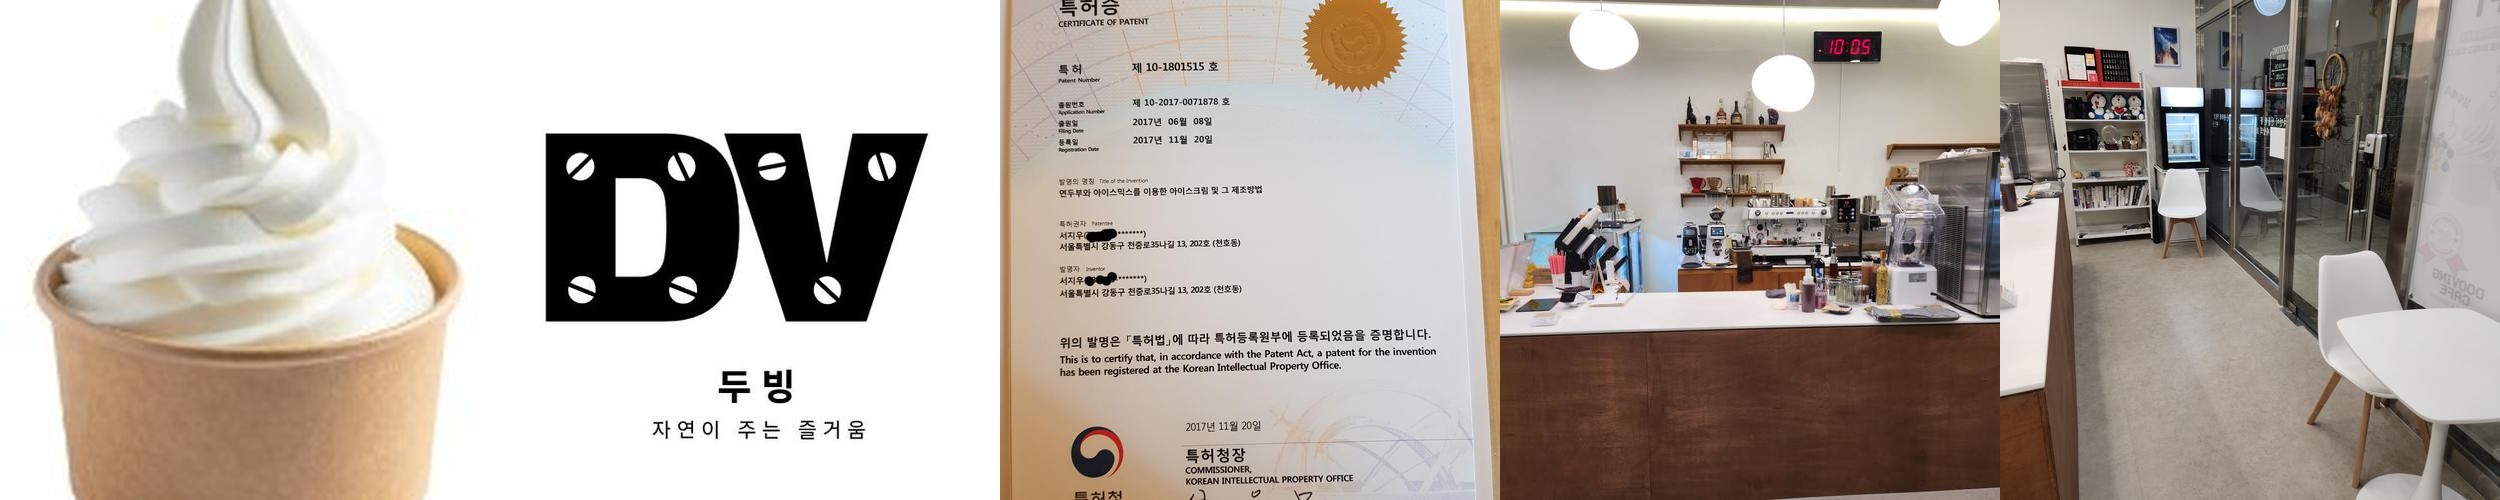 DV
두빙
자연이 주는 즐거움
특허증
CERTIFICATE OF PATENT
특허 제 10-1801515 호
Patent Number
출원번호 제 10-2017-0071878 호
Application Number
출원일 2017년 06월 08일
Filing Date
등록일 2017년 11월 20일
Registration Date
발명의 명칭 Title of the Invention
연두부와 아이스믹스를 이용한 아이스크림 및 그 제조방법
특허권자 Patentee
서지우( *******)
서울특별시 강동구 천중로35나길 13, 202호 (천호동)
발명자 Inventor
서지우( *******)
서울특별시 강동구 천중로35나길 13, 202호 (천호동)
위의 발명은 「특허법」에 따라 특허등록원부에 등록되었음을 증명합니다.
This is to certify that, in accordance with the Patent Act, a patent for the invention
has been registered at the Korean Intellectual Property Office.
2017년 11월 20일
특허청장
COMMISSIONER,
KOREAN INTELLECTUAL PROPERTY OFFICE
특허청
10:05
DOOVING
CAFE